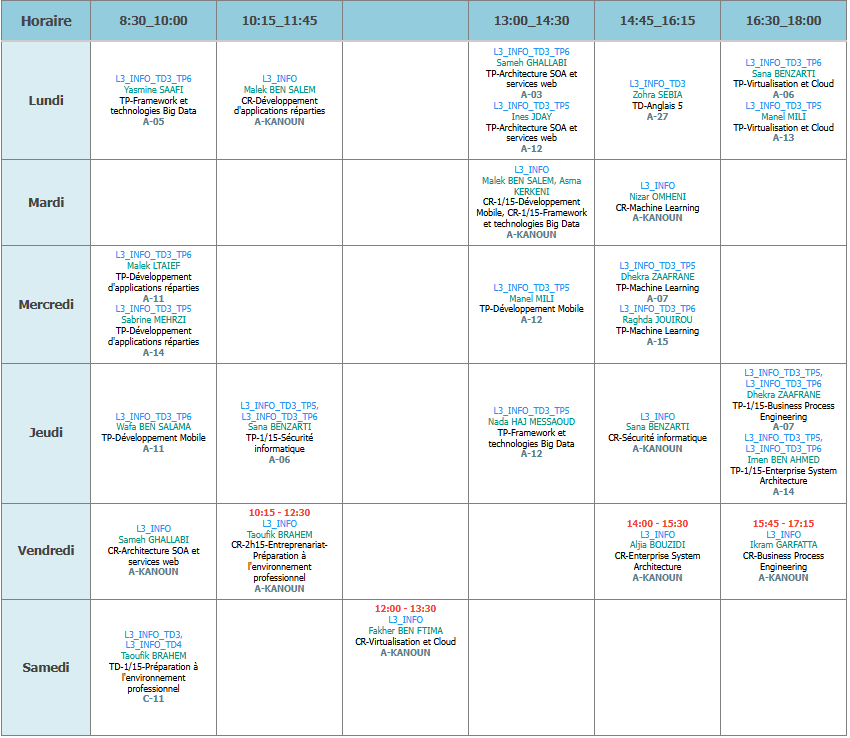 Horaire
8:30_10:00
10:15_11:45
13:00_14:30
14:45_16:15
16:30_18:00
Lundi
L3_INFO_TD3_TP6
Yasmine SAAFI
TP-Framework et
technologies Big Data
A-05
L3_INFO
Malek BEN SALEM
CR-Développement
d'applications réparties
A-KANOUN
L3_INFO_TD3_TP6
Sameh GHALLABI
TP-Architecture SOA et
services web
A-03
L3_INFO_TD3_TP5
Ines JDAY
TP-Architecture SOA et
services web
A-12
L3_INFO_TD3
Zohra SEBIA
TD-Anglais 5
A-27
L3_INFO_TD3_TP6
Sana BENZARTI
TP-Virtualisation et Cloud
A-06
L3_INFO_TD3_TP5
Manel MILI
TP-Virtualisation et Cloud
A-13
Mardi
L3_INFO
Malek BEN SALEM, Asma
KERKENI
CR-1/15-Développement
Mobile, CR-1/15-Framework
et technologies Big Data
A-KANOUN
L3_INFO
Nizar OMHENI
CR-Machine Learning
A-KANOUN
Mercredi
L3_INFO_TD3_TP6
Malek LTAIEF
TP-Développement
d'applications réparties
A-11
L3_INFO_TD3_TP5
Sabrine MEHRZI
TP-Développement
d'applications réparties
A-14
L3_INFO_TD3_TP5
Manel MILI
TP-Développement Mobile
A-12
L3_INFO_TD3_TP5
Dhekra ZAAFRANE
TP-Machine Learning
A-07
L3_INFO_TD3_TP6
Raghda JOUIROU
TP-Machine Learning
A-15
Jeudi
L3_INFO_TD3_TP6
Wafa BEN SALAMA
TP-Développement Mobile
A-11
L3_INFO_TD3_TP5,
L3_INFO_TD3_TP6
Sana BENZARTI
TP-1/15-Sécurité
informatique
A-06
L3_INFO_TD3_TP5
Nada HAJ MESSAOUD
TP-Framework et
technologies Big Data
A-12
L3_INFO
Sana BENZARTI
CR-Sécurité informatique
A-KANOUN
L3_INFO_TD3_TP5,
L3_INFO_TD3_TP6
Dhekra ZAAFRANE
TP-1/15-Business Process
Engineering
A-07
L3_INFO_TD3_TP5,
L3_INFO_TD3_TP6
Imen BEN AHMED
TP-1/15-Enterprise System
Architecture
A-14
Vendredi
L3_INFO
Sameh GHALLABI
CR-Architecture SOA et
services web
A-KANOUN
10:15 - 12:30
L3_INFO
Taoufik BRAHEM
CR-2h15-Entreprenariat-
Préparation à
l'environnement
professionnel
A-KANOUN
14:00 - 15:30
L3_INFO
Aljia BOUZIDI
CR-Enterprise System
Architecture
A-KANOUN
15:45 - 17:15
L3_INFO
Ikram GARFATTA
CR-Business Process
Engineering
A-KANOUN
Samedi
L3_INFO_TD3,
L3_INFO_TD4
Taoufik BRAHEM
TD-1/15-Préparation à
l'environnement
professionnel
C-11
12:00 - 13:30
L3_INFO
Fakher BEN FTIMA
CR-Virtualisation et Cloud
A-KANOUN